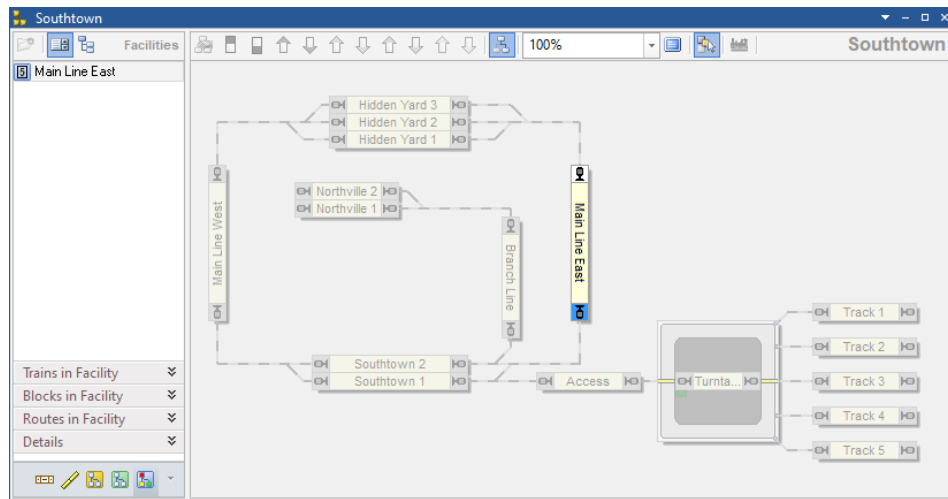 Southtown
Facilities
100%
Southtown
5 Main Line East
Hidden Yard 3
Hidden Yard 2
Hidden Yard 1
Main Line West
Northville 2
Northville 1
Branch Line
Main Line East
Southtown 2
Southtown 1
Access
Turnta...
Track 1
Track 2
Track 3
Track 4
Track 5
Trains in Facility
Blocks in Facility
Routes in Facility
Details